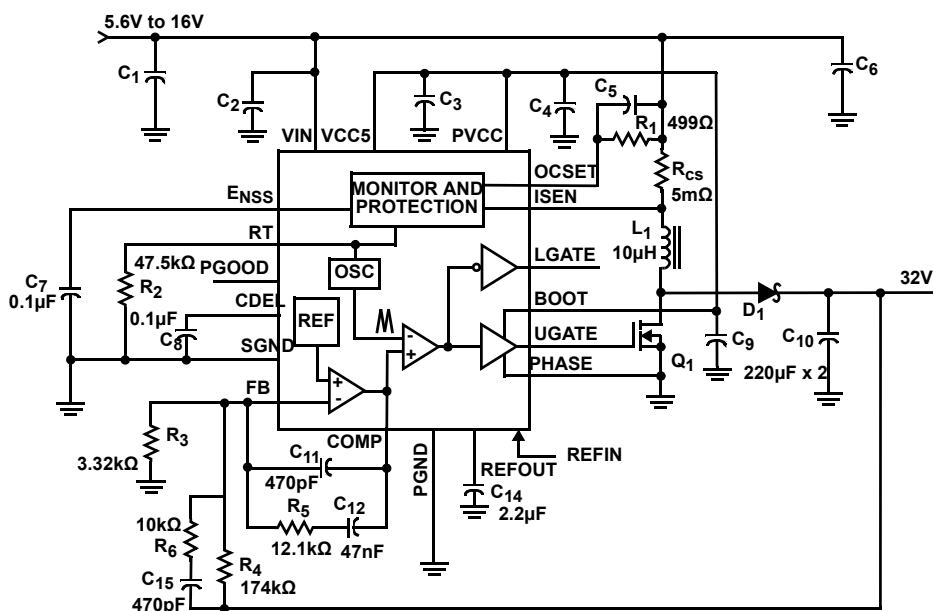 5.6V to 16V
C1
C2
C3
C4
C5
C6
R1
499Ω
VIN VCC5
PVCC
OCSET
RCS
5mΩ
ENSS
MONITOR AND
PROTECTION
ISEN
RT
L1
10µH
47.5kΩ
OSC
LGATE
C7
0.1µF
PGOOD
R2
CDEL
0.1µF
REF
BOOT
32V
D1
C8
UGATE
C9
C10
SGND
PHASE
Q1
220µF x 2
FB
+
-
-
+
R3
3.32kΩ
COMP
PGND
REFIN
REFOUT
C11
470pF
C14
2.2µF
C12
R5
12.1kΩ
47nF
10kΩ
R6
R4
174kΩ
C15
470pF